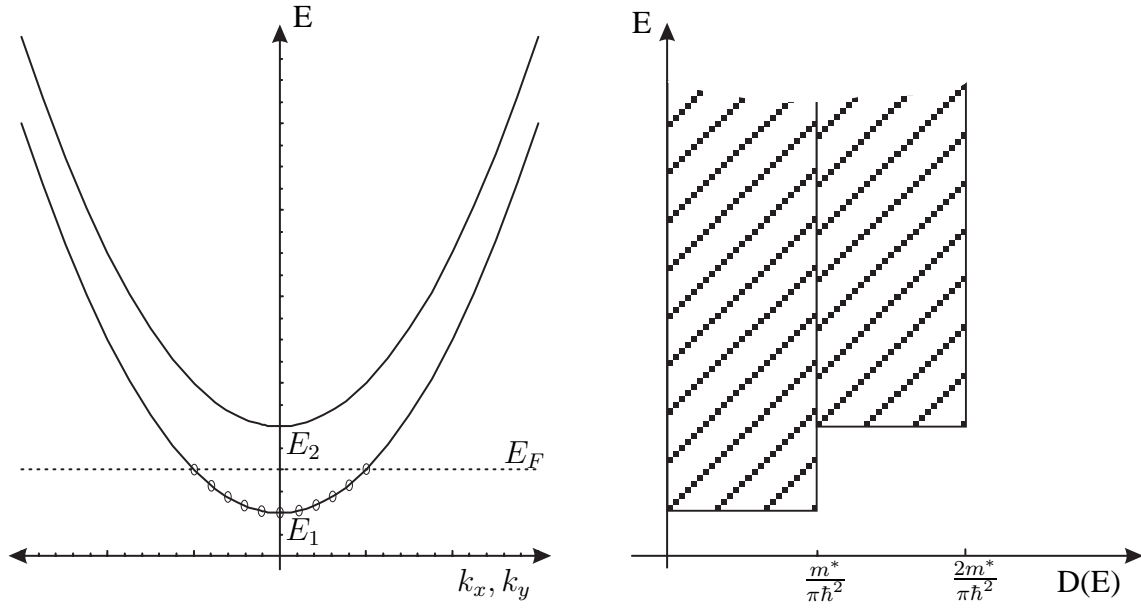 E
E_2
E_F
E_1
k_x, k_y
E
m*/πħ²
2m*/πħ²
D(E)